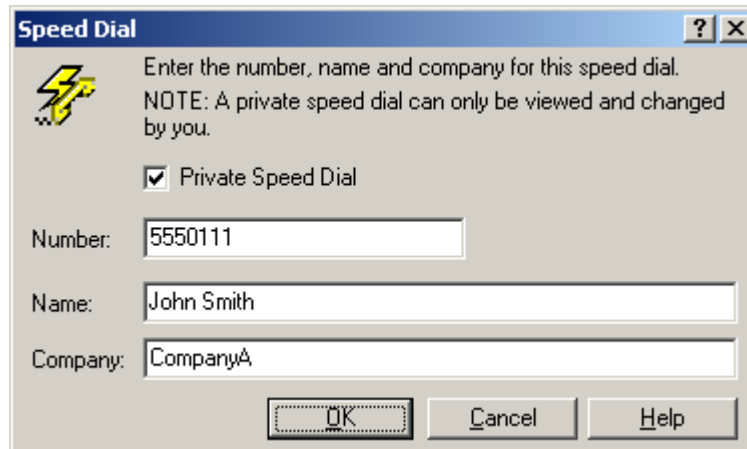 Speed Dial
Enter the number, name and company for this speed dial.
NOTE: A private speed dial can only be viewed and changed
by you.
Private Speed Dial
Number: 5550111
Name: John Smith
Company: CompanyA
OK Cancel Help